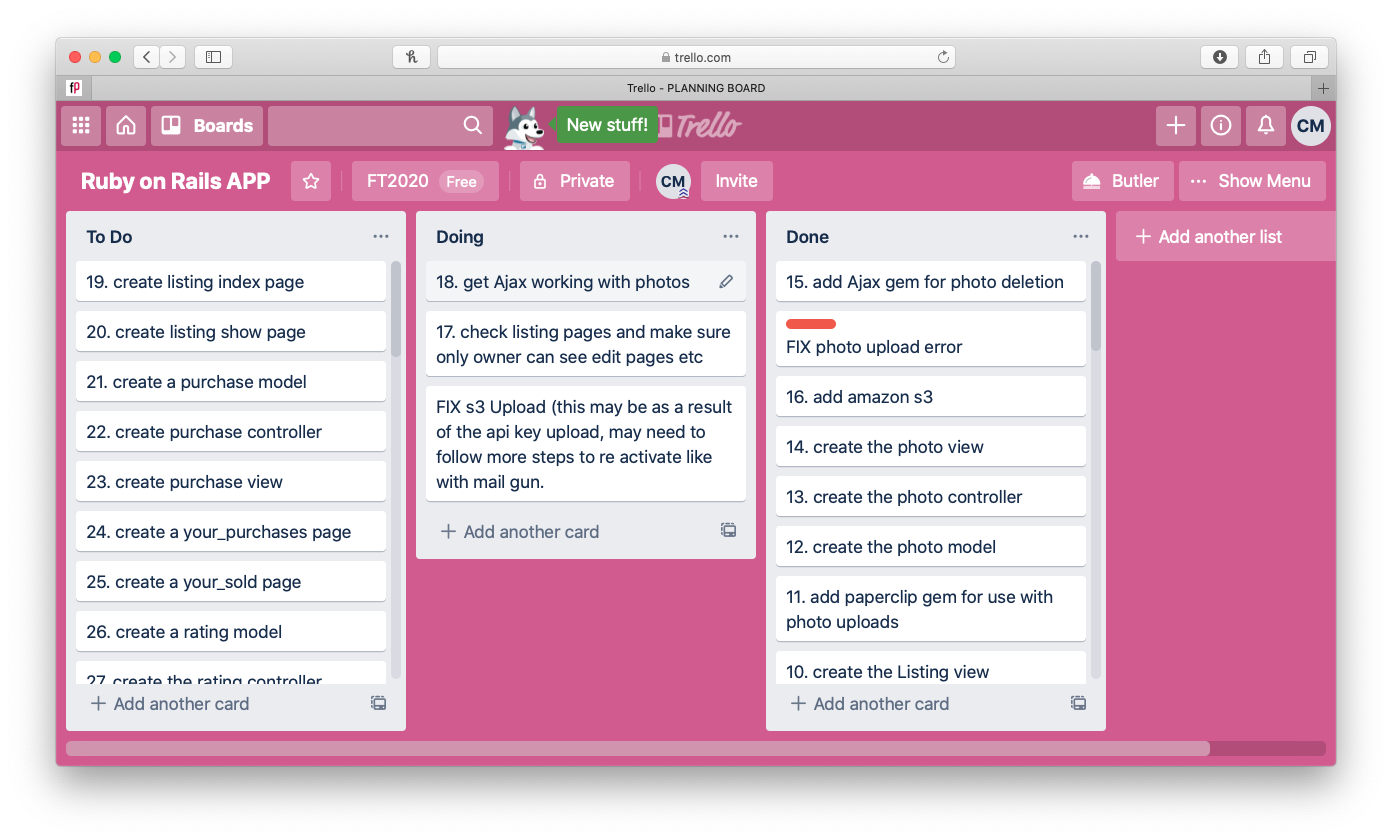 trello.com
fp
Trello - PLANNING BOARD
Boards
New stuff!
Trello
CM
Ruby on Rails APP
FT2020 Free
Private
CM
Invite
Butler
Show Menu
To Do
19. create listing index page
20. create listing show page
21. create a purchase model
22. create purchase controller
23. create purchase view
24. create a your_purchases page
25. create a your_sold page
26. create a rating model
27. create the rating controller
Add another card
Doing
18. get Ajax working with photos
17. check listing pages and make sure
only owner can see edit pages etc
FIX s3 Upload (this may be as a result
of the api key upload, may need to
follow more steps to re activate like
with mail gun.
Add another card
Done
15. add Ajax gem for photo deletion
FIX photo upload error
16. add amazon s3
14. create the photo view
13. create the photo controller
12. create the photo model
11. add paperclip gem for use with
photo uploads
10. create the Listing view
Add another card
Add another list